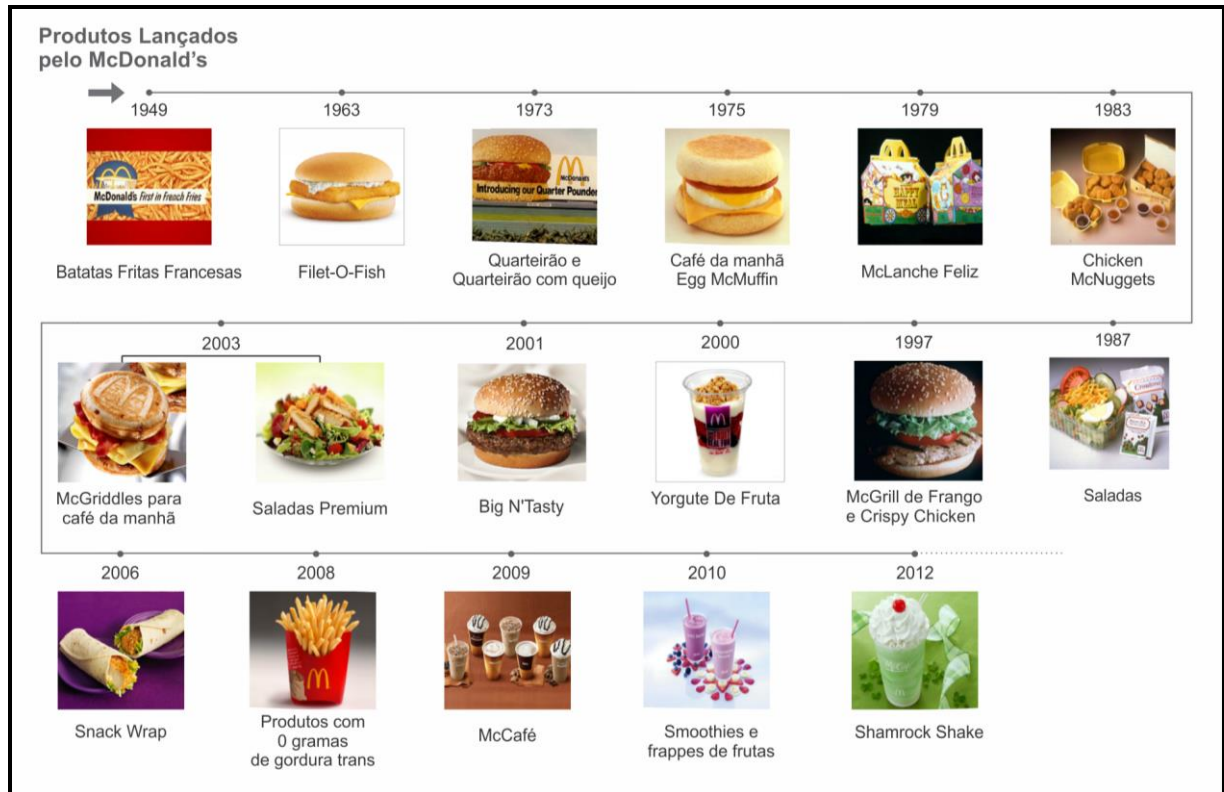 Produtos Lançados
pelo McDonald's
1949
1963
1973
1975
1979
1983
McDonald's First in French Fries
McDonald's
Introducing our Quarter Pounder
HAPPY
MEAL
Batatas Fritas Francesas
Filet-O-Fish
Quarteirão e
Quarteirão com queijo
Café da manhã
Egg McMuffin
McLanche Feliz
Chicken
McNuggets
2003
2001
2000
1997
1987
McGriddles para
café da manhã
Saladas Premium
Big N'Tasty
Yorgute De Fruta
McGrill de Frango
e Crispy Chicken
Saladas
2006
2008
2009
2010
2012
Snack Wrap
Produtos com
0 gramas
de gordura trans
McCafé
Smoothies e
frappes de frutas
Shamrock Shake